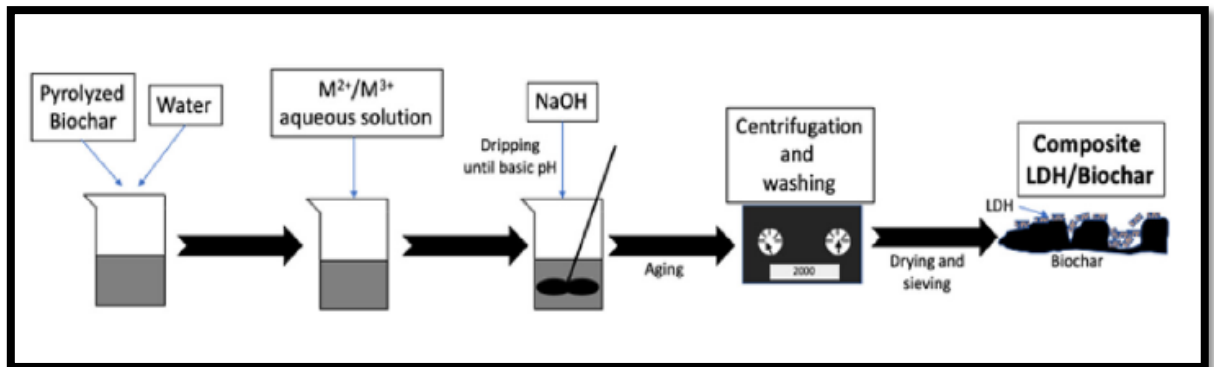 Pyrolyzed
Biochar
Water
M²⁺/M³⁺
aqueous solution
NaOH
Dripping
until basic pH
Aging
Centrifugation
and
washing
2000
Drying and
sieving
Composite
LDH/Biochar
LDH
Biochar